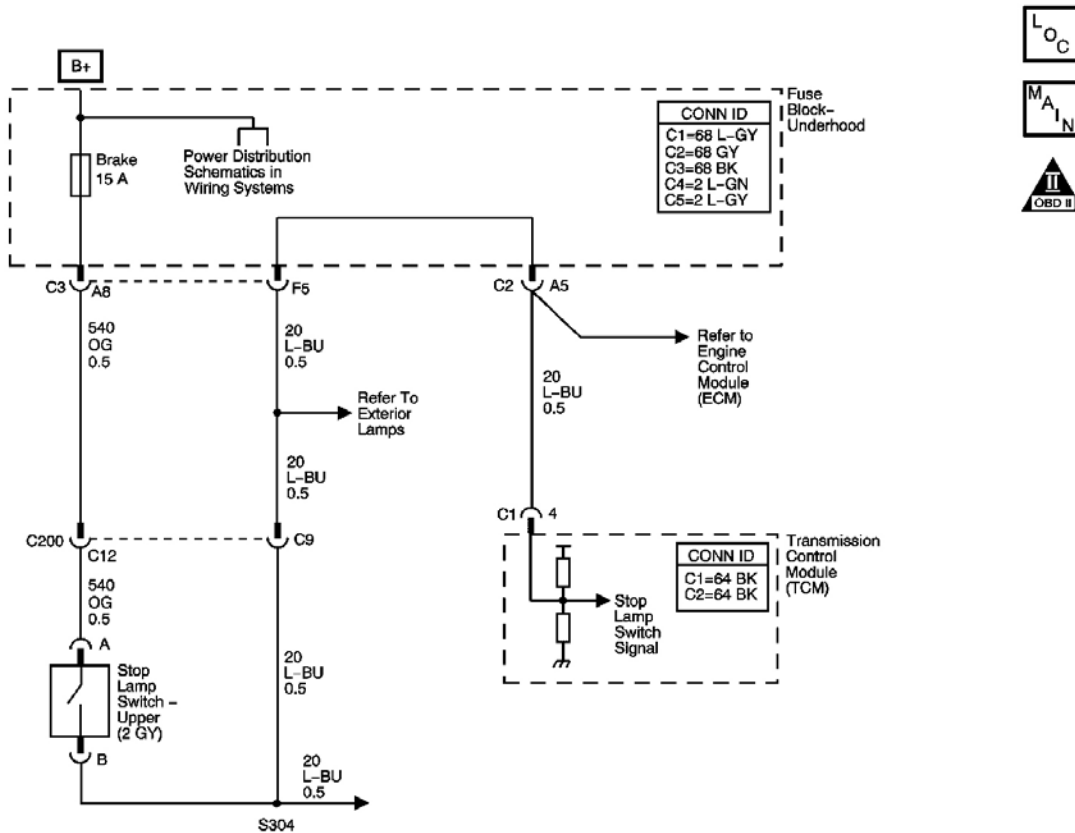 B+
Fuse
Block–
Underhood
CONN ID
C1=68 L-GY
C2=68 GY
C3=68 BK
C4=2 L-GN
C5=2 L-GY
LOC
MAIN
II
OBD II
Brake
15 A
Power Distribution
Schematics in
Wiring Systems
C3
A8
F5
C2
A5
540
OG
0.5
20
L-BU
0.5
Refer to
Engine
Control
Module
(ECM)
20
L-BU
0.5
Refer To
Exterior
Lamps
20
L-BU
0.5
C1
4
C200
C12
C9
Transmission
Control
Module
(TCM)
CONN ID
C1=64 BK
C2=64 BK
Stop
Lamp
Switch
Signal
540
OG
0.5
A
Stop
Lamp
Switch –
Upper
(2 GY)
B
20
L-BU
0.5
20
L-BU
0.5
S304